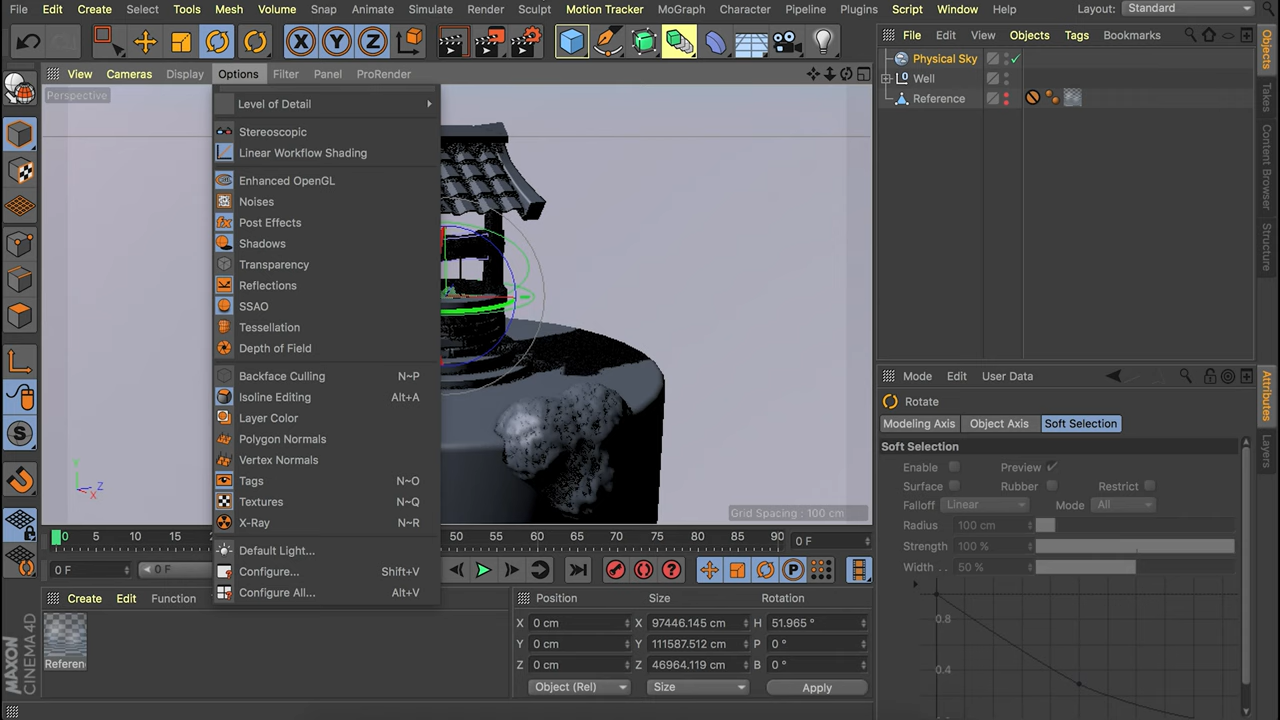 File Edit Create Select Tools Mesh Volume Snap Animate Simulate Render Sculpt Motion Tracker MoGraph Character Pipeline Plugins Script Window Help Layout: Standard
X Y Z
File Edit View Objects Tags Bookmarks
View Cameras Display Options Filter Panel ProRender
Perspective
Physical Sky
Well
Reference
Level of Detail
Stereoscopic
Linear Workflow Shading
Enhanced OpenGL
Noises
Post Effects
Shadows
Transparency
Reflections
SSAO
Tessellation
Depth of Field
Backface Culling N~P
Isoline Editing Alt+A
Layer Color
Polygon Normals
Vertex Normals
Tags N~O
Textures N~Q
X-Ray N~R
Default Light...
Configure... Shift+V
Configure All... Alt+V
Y
Z
X
Grid Spacing : 100 cm
0 5 10 15 50 55 60 65 70 75 80 85 90 0 F
0 F 0 F
Create Edit Function
Referen
MAXON
CINEMA 4D
Position Size Rotation
X 0 cm X 97446.145 cm H 51.965 °
Y 0 cm Y 111587.512 cm P 0 °
Z 0 cm Z 46964.119 cm B 0 °
Object (Rel) Size Apply
Mode Edit User Data
Rotate
Modeling Axis Object Axis Soft Selection
Soft Selection
Enable Preview
Surface Rubber Restrict
Falloff Linear Mode All
Radius 100 cm
Strength 100 %
Width . . 50 %
0.8
0.4
Objects
Takes
Content Browser
Structure
Attributes
Layers